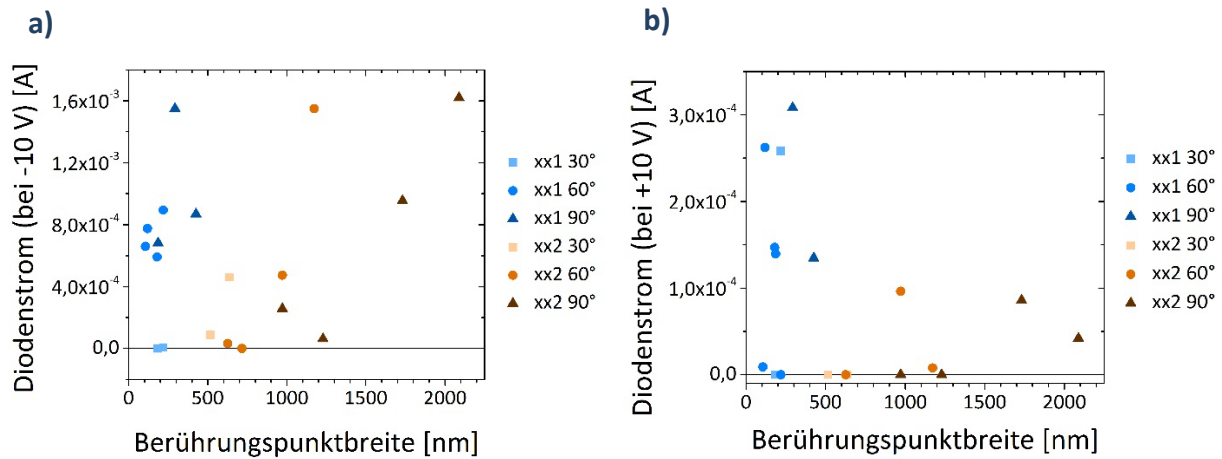 a)
Diodenstrom (bei -10 V) [A]
1,6x10⁻³
1,2x10⁻³
8,0x10⁻⁴
4,0x10⁻⁴
0,0
0 500 1000 1500 2000
Berührungspunktbreite [nm]
xx1 30°
xx1 60°
xx1 90°
xx2 30°
xx2 60°
xx2 90°
b)
Diodenstrom (bei +10 V) [A]
3,0x10⁻⁴
2,0x10⁻⁴
1,0x10⁻⁴
0,0
0 500 1000 1500 2000
Berührungspunktbreite [nm]
xx1 30°
xx1 60°
xx1 90°
xx2 30°
xx2 60°
xx2 90°